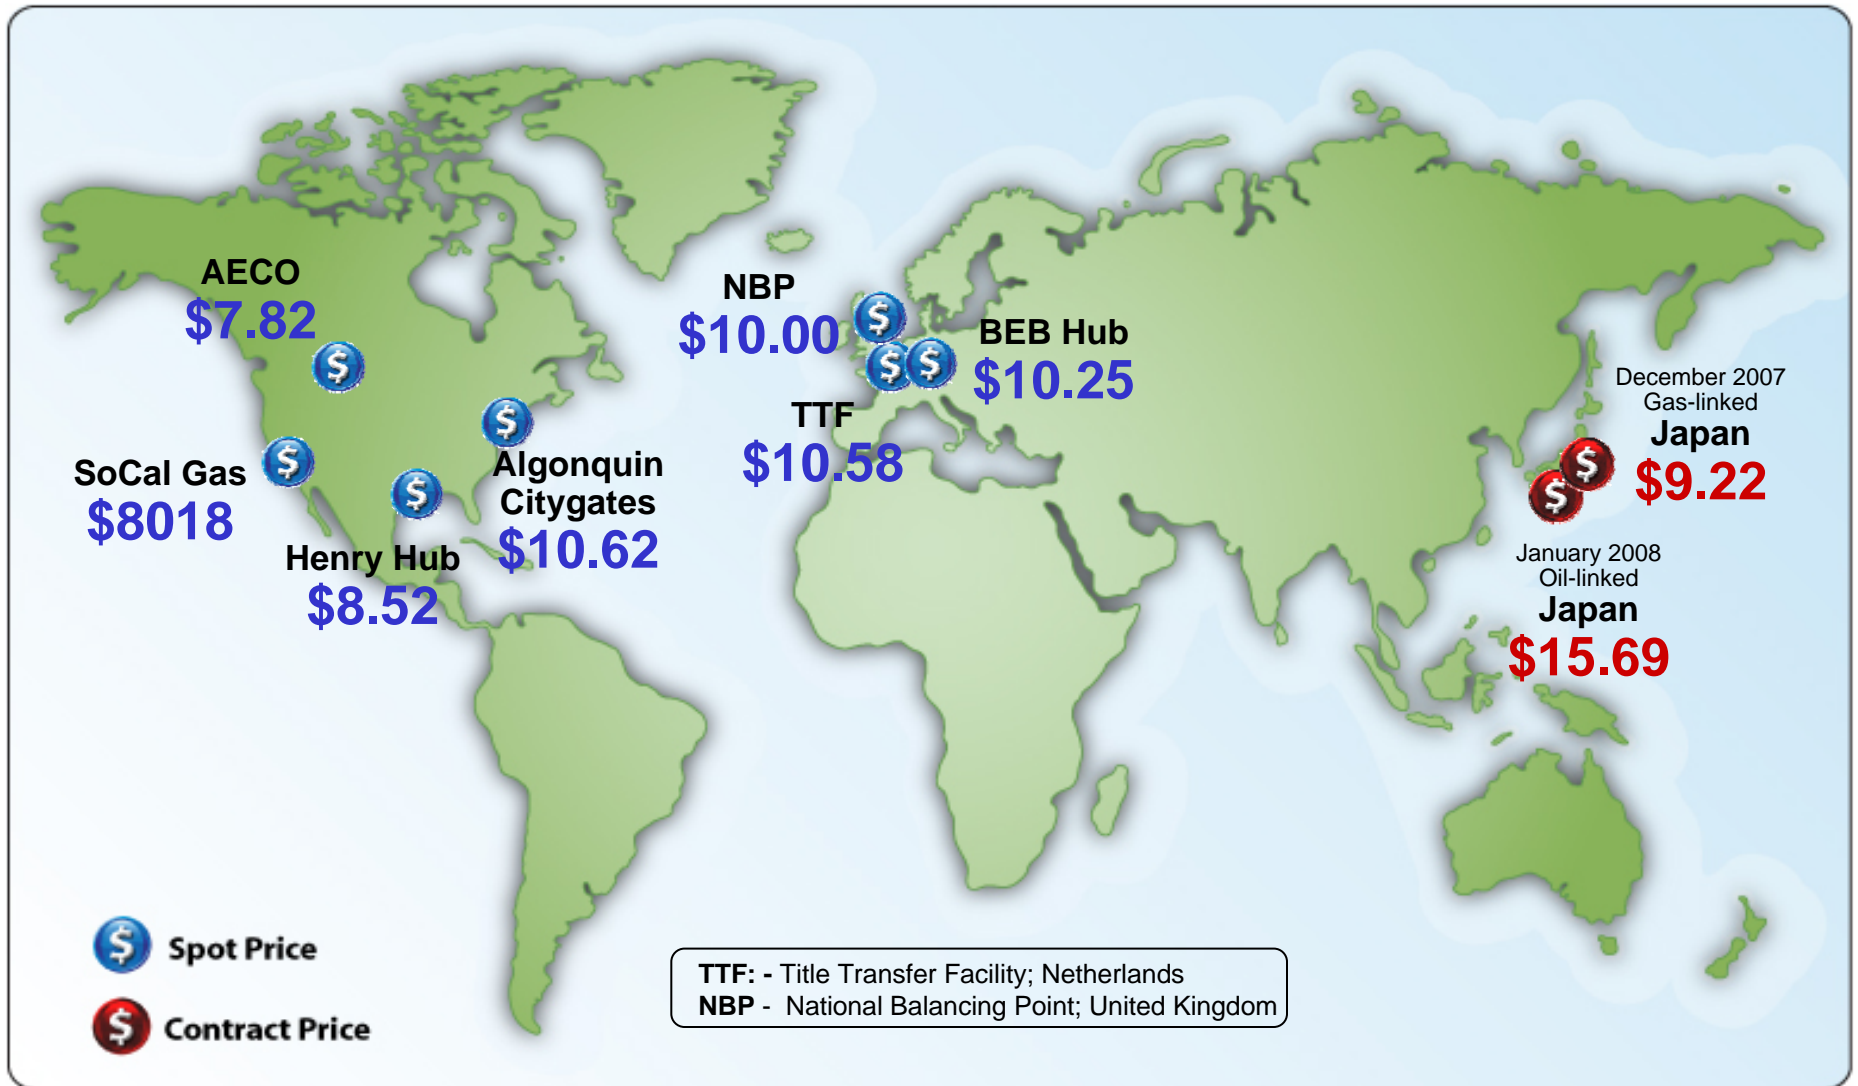 AECO
$7.82
NBP
$10.00
BEB Hub
$10.25
December 2007
Gas-linked
Japan
$9.22
TTF
$10.58
SoCal Gas
$8018
Algonquin
Citygates
$10.62
Henry Hub
$8.52
January 2008
Oil-linked
Japan
$15.69
$ Spot Price
$ Contract Price
TTF: - Title Transfer Facility; Netherlands
NBP - National Balancing Point; United Kingdom
$
$
$
$
$
$
$
$
$